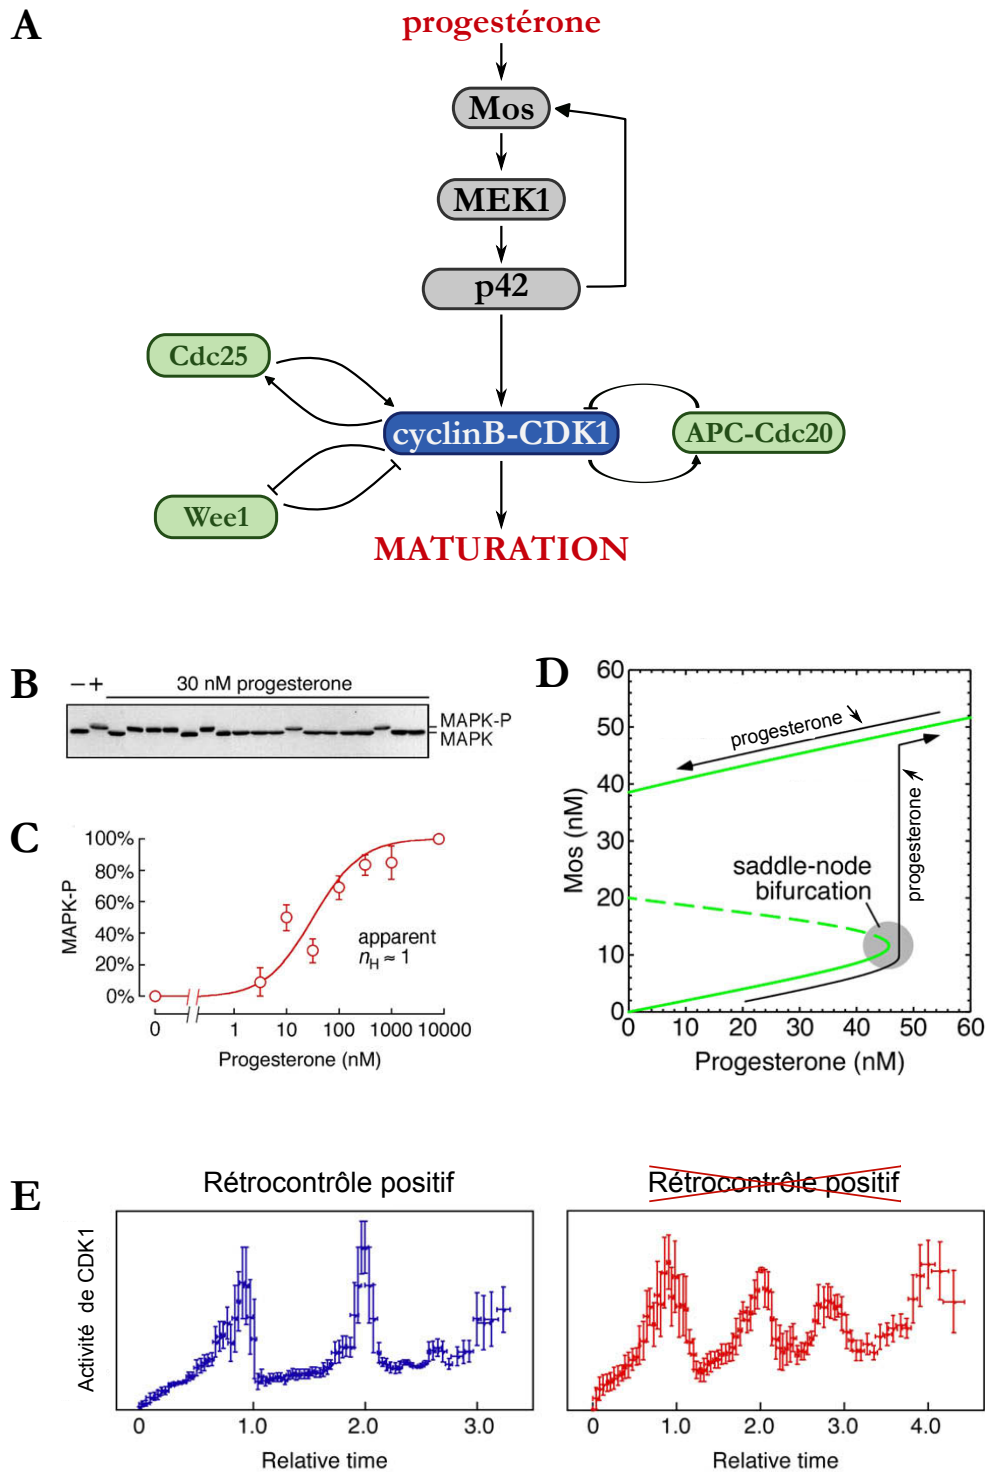 A
progestérone
Mos
MEK1
p42
Cdc25
cyclinB-CDK1
APC-Cdc20
Wee1
MATURATION
B
−+
30 nM progesterone
MAPK-P
MAPK
C
100%
80%
60%
40%
20%
0%
MAPK-P
apparent
nH ≈ 1
0
1
10
100
1000
10000
Progesterone (nM)
D
60
50
40
30
20
10
0
Mos (nM)
progesterone
progesterone
saddle-node
bifurcation
0
10
20
30
40
50
60
Progesterone (nM)
E
Rétrocontrôle positif
Rétrocontrôle positif
Activité de CDK1
0
1.0
2.0
3.0
Relative time
0
1.0
2.0
3.0
4.0
Relative time